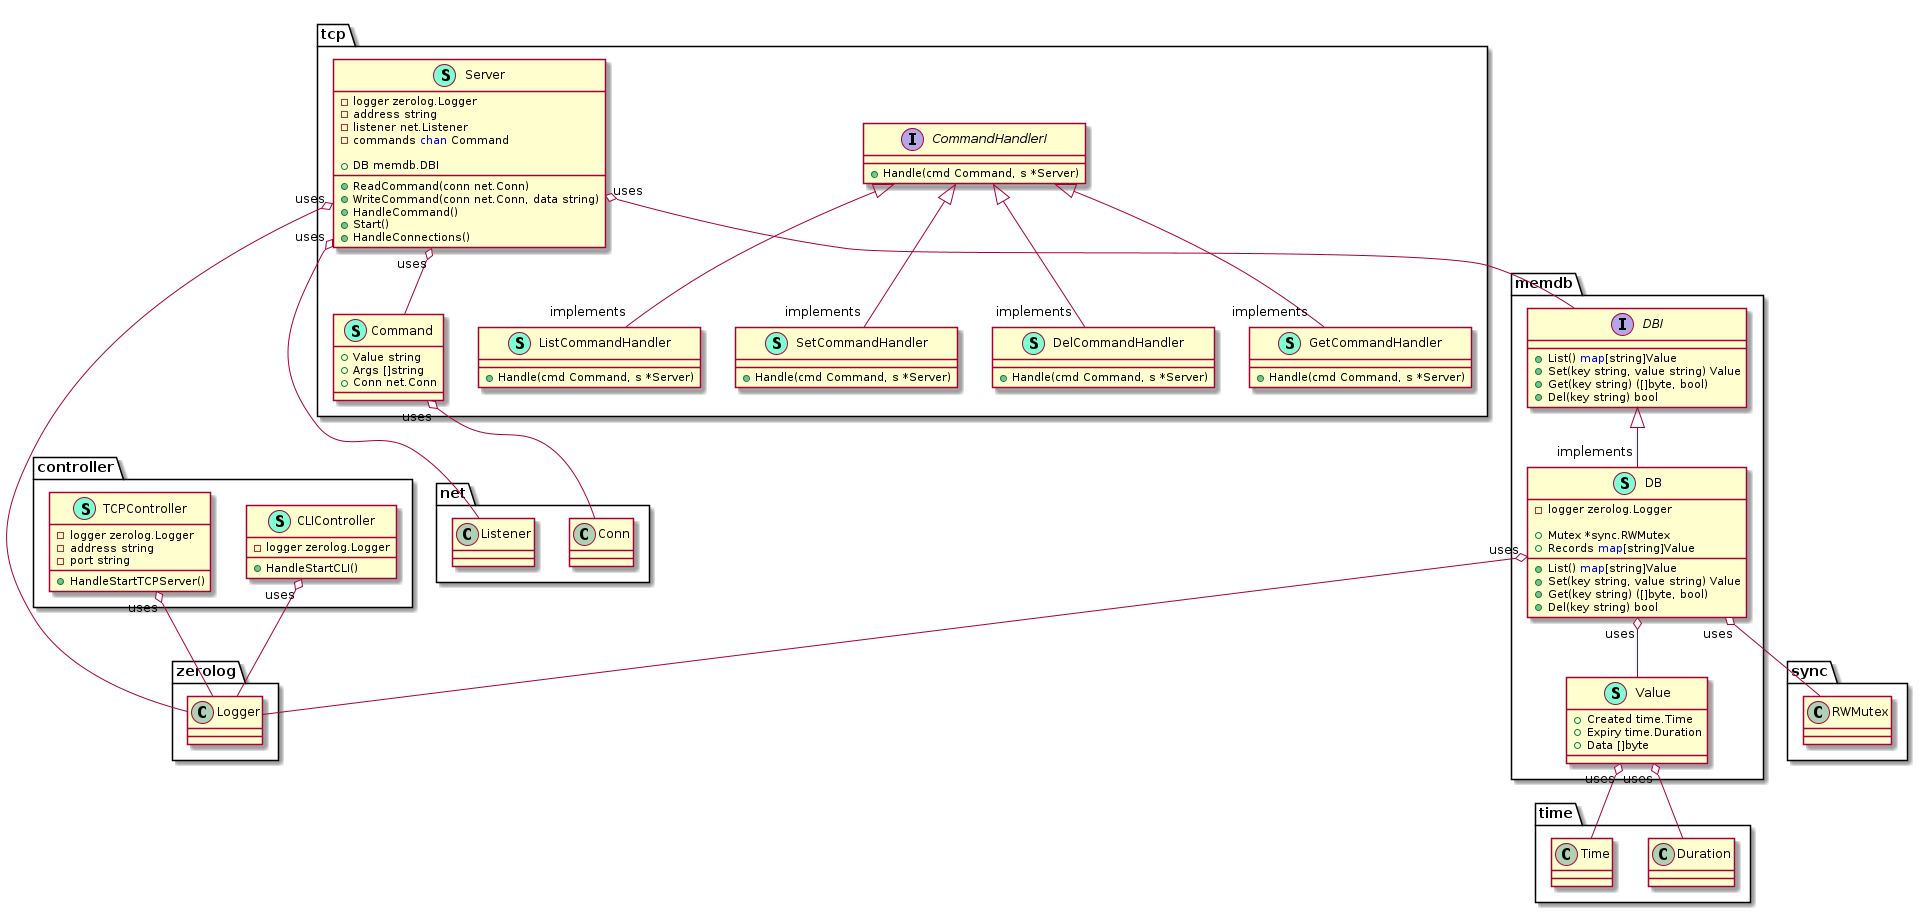 tcp
Server
logger zerolog.Logger
address string
listener net.Listener
commands chan Command
DB memdb.DBI
ReadCommand(conn net.Conn)
WriteCommand(conn net.Conn, data string)
HandleCommand()
Start()
HandleConnections()
uses
uses
uses
uses
CommandHandlerI
Handle(cmd Command, s *Server)
implements
implements
implements
implements
Command
Value string
Args []string
Conn net.Conn
uses
ListCommandHandler
Handle(cmd Command, s *Server)
SetCommandHandler
Handle(cmd Command, s *Server)
DelCommandHandler
Handle(cmd Command, s *Server)
GetCommandHandler
Handle(cmd Command, s *Server)
memdb
DBI
List() map[string]Value
Set(key string, value string) Value
Get(key string) ([]byte, bool)
Del(key string) bool
implements
DB
logger zerolog.Logger
Mutex *sync.RWMutex
Records map[string]Value
List() map[string]Value
Set(key string, value string) Value
Get(key string) ([]byte, bool)
Del(key string) bool
uses
uses
uses
Value
Created time.Time
Expiry time.Duration
Data []byte
uses
uses
controller
TCPController
logger zerolog.Logger
address string
port string
HandleStartTCPServer()
uses
CLIController
logger zerolog.Logger
HandleStartCLI()
uses
net
Listener
Conn
zerolog
Logger
sync
RWMutex
time
Time
Duration
S
S
S
S
S
S
S
S
S
S
I
I
C
C
C
C
C
C